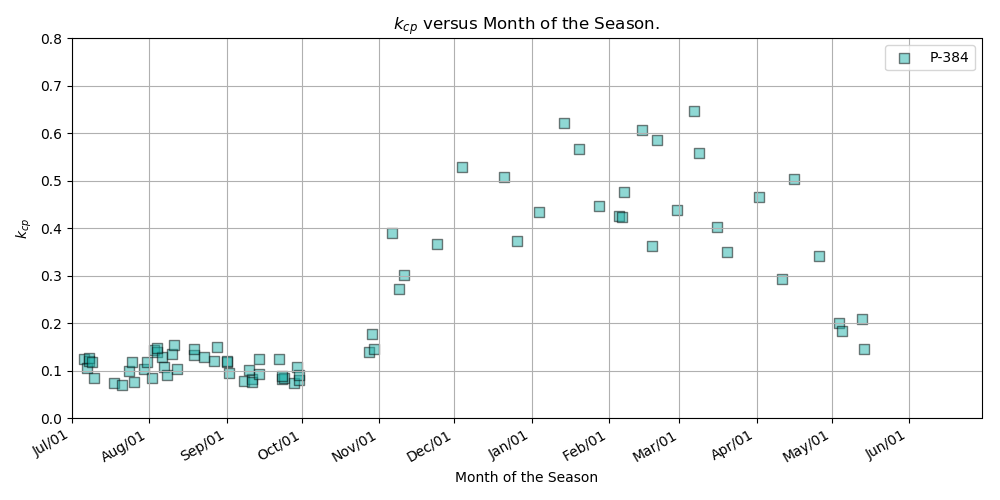 k_cp versus Month of the Season.
P-384
0.8
0.7
0.6
0.5
0.4
0.3
0.2
0.1
0.0
k_cp
Jul/01 Aug/01 Sep/01 Oct/01 Nov/01 Dec/01 Jan/01 Feb/01 Mar/01 Apr/01 May/01 Jun/01
Month of the Season